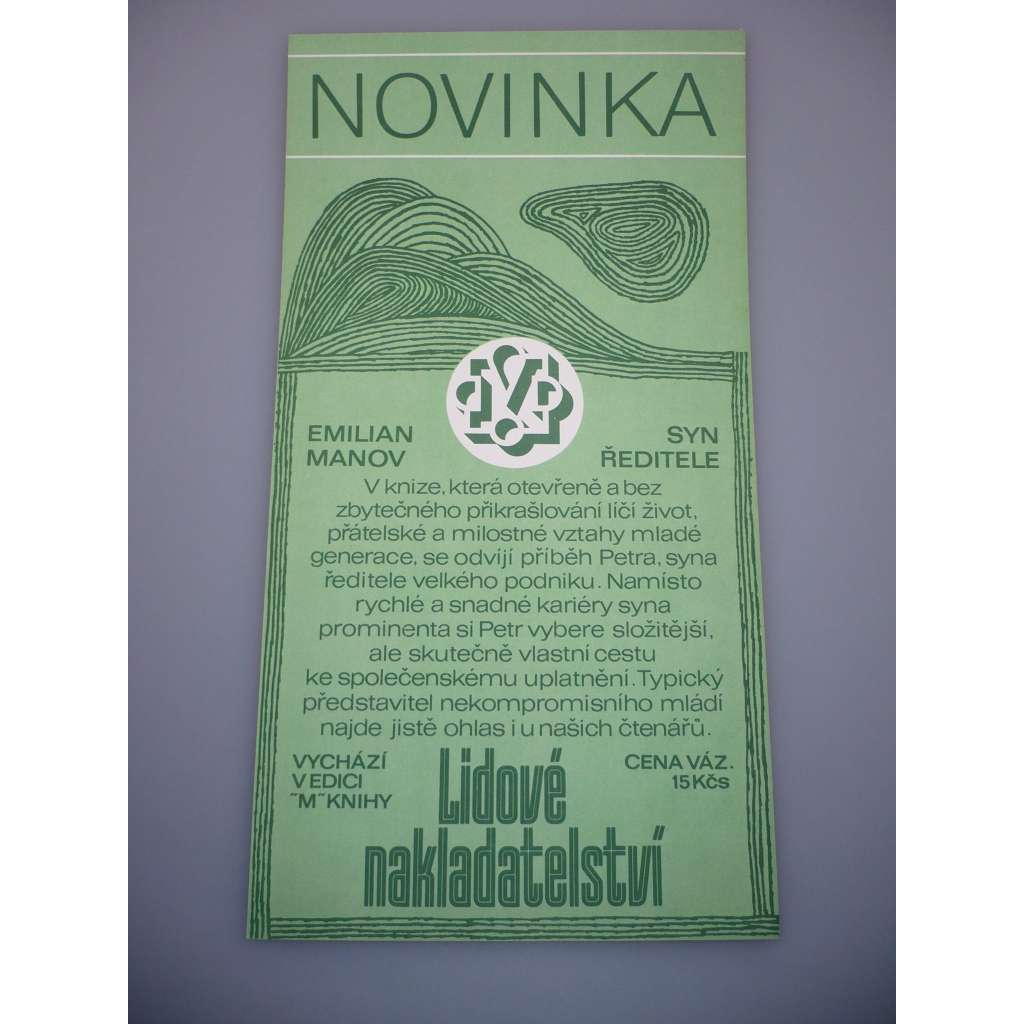 NOVINKA
EMILIAN
MANOV
SYN
ŘEDITELE
V knize, která otevřeně a bez
zbytečného přikrašlování líčí život,
přátelské a milostné vztahy mladé
generace, se odvíjí příběh Petra, syna
ředitele velkého podniku. Namísto
rychlé a snadné kariéry syna
prominenta si Petr vybere složitější,
ale skutečně vlastní cestu
ke společenskému uplatnění. Typický
představitel nekompromisního mládí
najde jistě ohlas i u našich čtenářů.
VYCHÁZÍ
V EDICI
˝M˝ KNIHY
CENA VÁZ.
15 Kčs
Lidové
nakladatelství